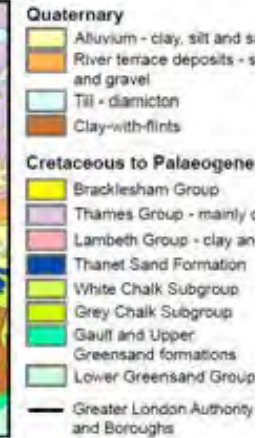 Quaternary
Alluvium - clay, silt and
River terrace deposits -
and gravel
Till - diamicton
Clay-with-flints
Cretaceous to Palaeogene
Bracklesham Group
Thames Group - mainly
Lambeth Group - clay
Thanet Sand Formation
White Chalk Subgroup
Grey Chalk Subgroup
Gault and Upper
Greensand formations
Lower Greensand Group
Greater London Authority
and Boroughs